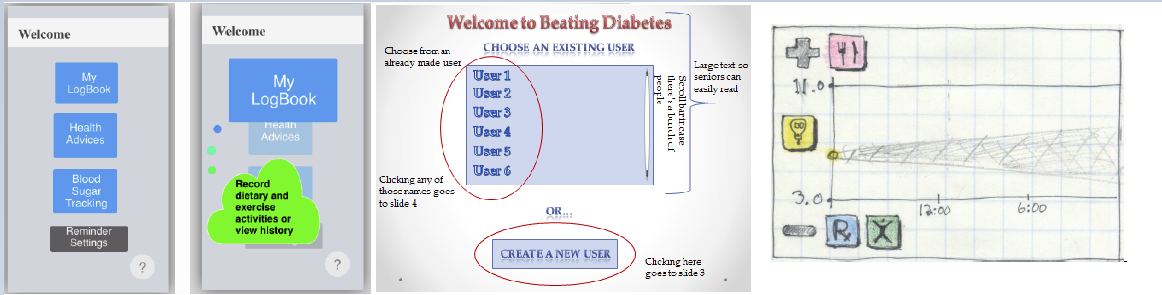 Welcome
My
LogBook
Health
Advices
Blood
Sugar
Tracking
Reminder
Settings
?
Welcome
My
LogBook
Health
Advices
Record
dietary and
exercise
activities or
view history
?
Welcome to Beating Diabetes
CHOOSE AN EXISTING USER
Choose from an
already made user
User 1
User 2
User 3
User 4
User 5
User 6
Scroll bar in case
there's a bunch of
people
Large text so
seniors can
easily read
Clicking any of
those names goes
to slide 4
OR...
CREATE A NEW USER
Clicking here
goes to slide 3
11.0
3.0
12:00
6:00
Rx